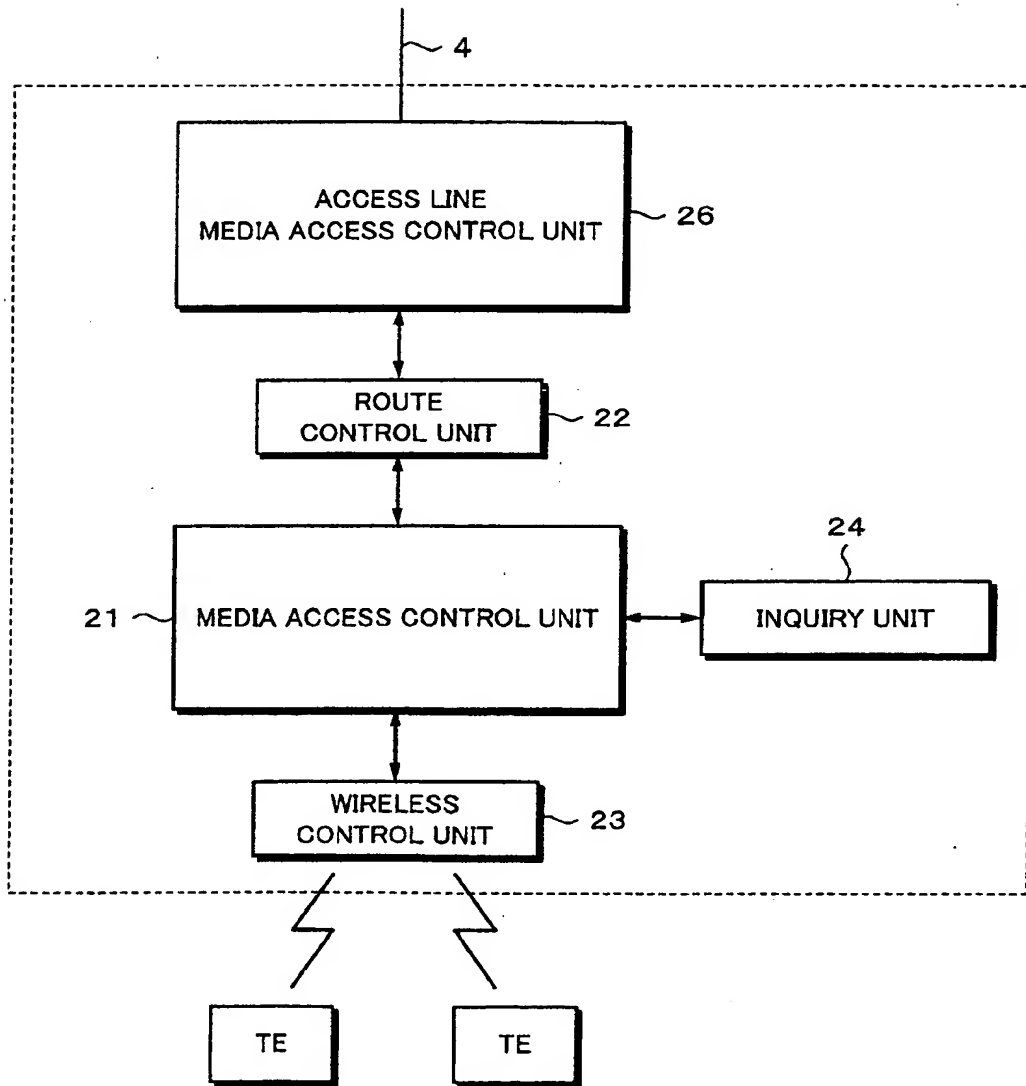 4
ACCESS LINE
MEDIA ACCESS CONTROL UNIT
26
ROUTE
CONTROL UNIT
22
24
21
MEDIA ACCESS CONTROL UNIT
INQUIRY UNIT
WIRELESS
CONTROL UNIT
23
TE
TE